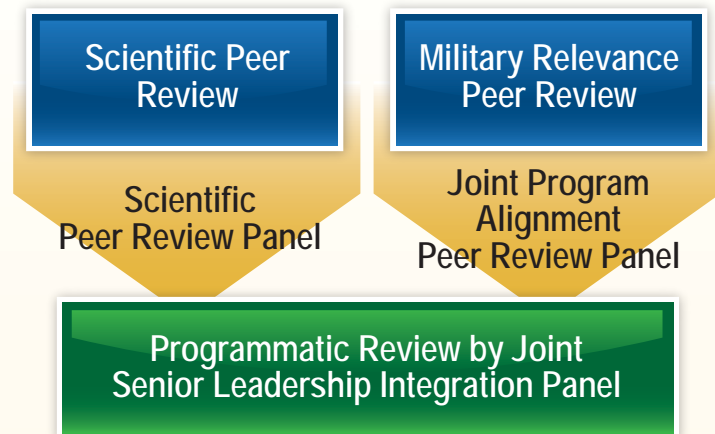 Scientific Peer
Review
Military Relevance
Peer Review
Scientific
Peer Review Panel
Joint Program
Alignment
Peer Review Panel
Programmatic Review by Joint
Senior Leadership Integration Panel